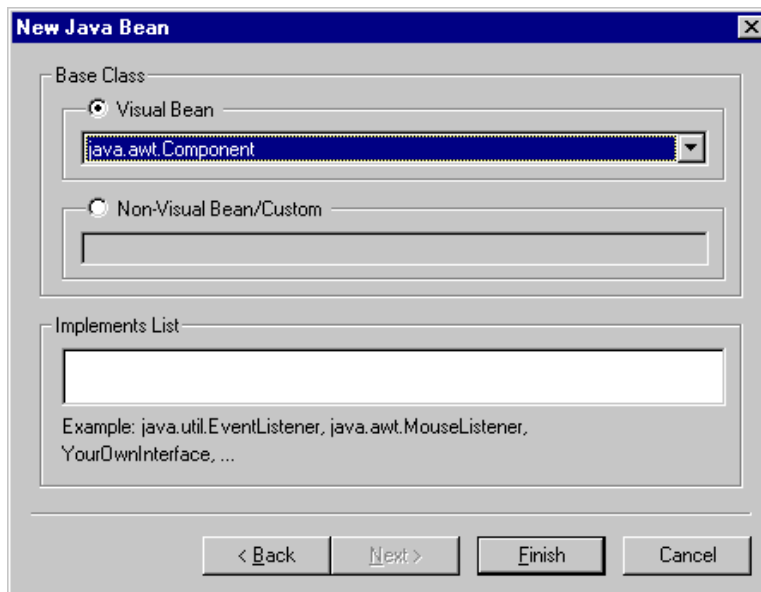 New Java Bean
Base Class
Visual Bean
java.awt.Component
Non-Visual Bean/Custom
Implements List
Example: java.util.EventListener, java.awt.MouseListener,
YourOwnInterface, ...
< Back Next > Finish Cancel